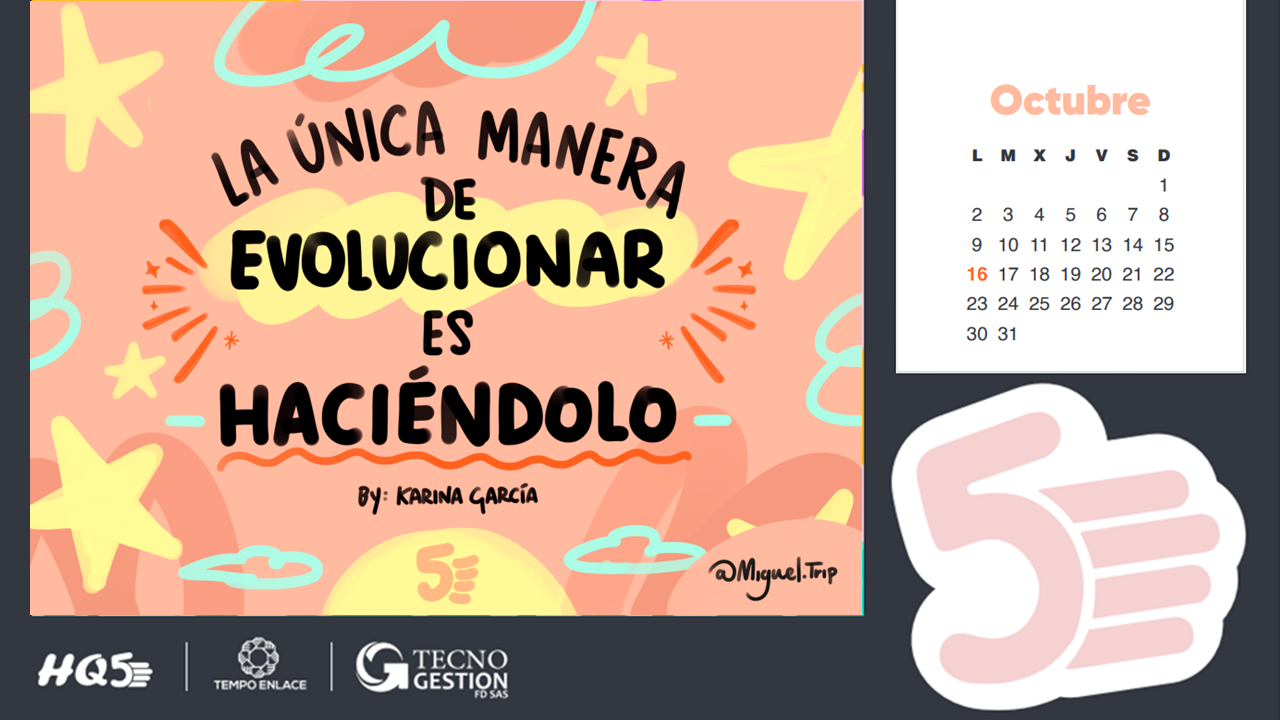 LA ÚNICA MANERA
DE
EVOLUCIONAR
ES
HACIÉNDOLO
BY: KARINA GARCÍA
5
@Miguel.Trip
Octubre
L M X J V S D
1
2 3 4 5 6 7 8
9 10 11 12 13 14 15
16 17 18 19 20 21 22
23 24 25 26 27 28 29
30 31
5
HQ5
TEMPO ENLACE
TECNO
GESTION
FD SAS